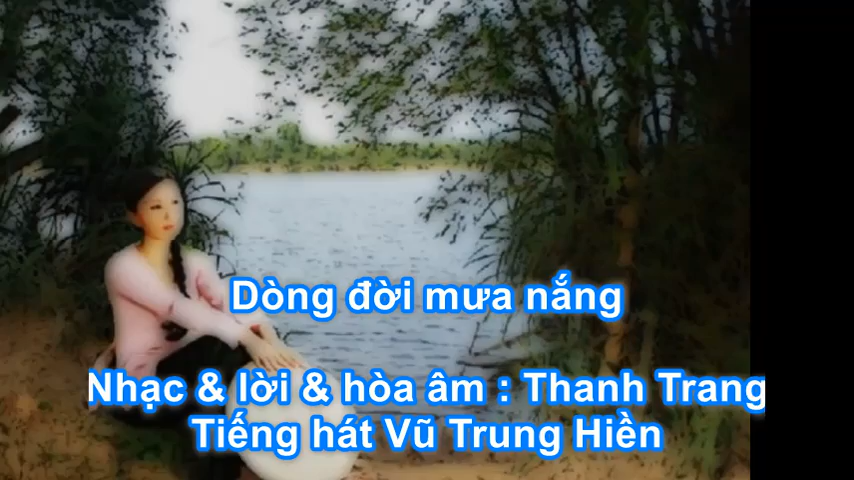 Dòng đời mưa nắng
Nhạc & lời & hòa âm : Thanh Trang
Tiếng hát Vũ Trung Hiền